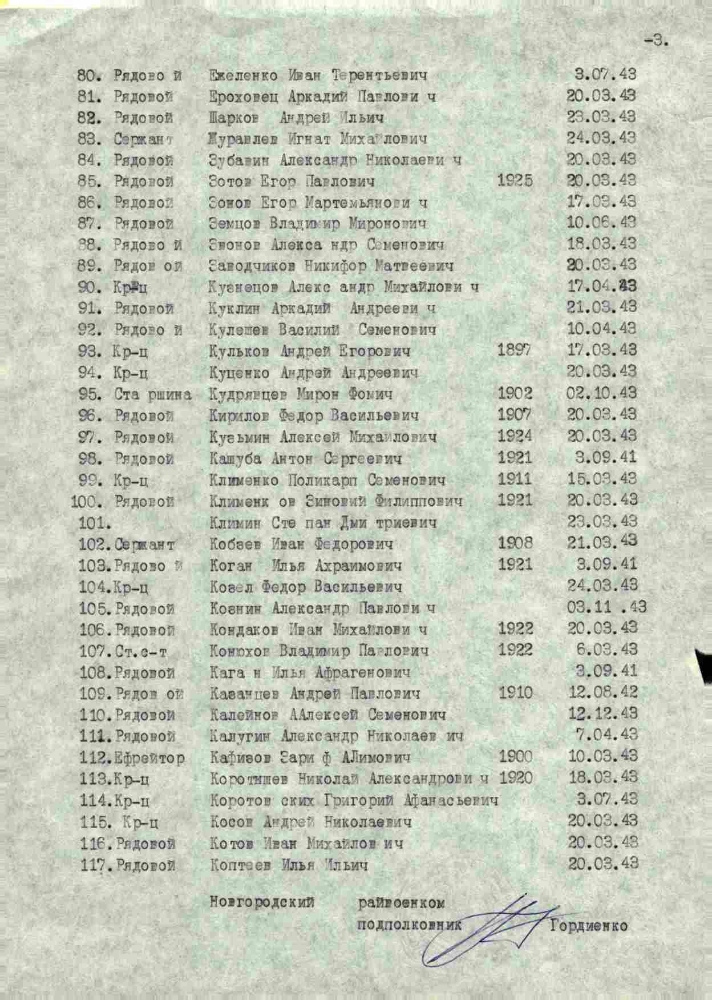 -3.
80. Рядово й Ежеленко Иван Терентьевич 3.07.43
81. Рядовой Ероховец Аркадий Павлови ч 20.03.43
82. Рядовой Шарков Андрей Ильич 23.03.43
83. Сержант Журавлев Игнат Михайлович 24.03.43
84. Рядовой Зубавин Александр Николаеви ч 20.03.43
85. Рядовой Зотов Егор Павлович 1925 20.03.43
86. Рядовой Зонов Егор Мартемьянови ч 17.03.43
87. Рядовой Земцов Владимир Миронович 10.06.43
88. Рядово й Звонов Алекса ндр Семенович 18.03.43
89. Рядов ой Заводчиков Никифор Матвеевич 20.03.43
90. Кр-ц Кузнецов Алекс андр Михайлови ч 17.04.43
91. Рядовой Куклин Аркадий Андрееви ч 21.03.43
92. Рядово й Кулешев Василий Семенович 10.04.43
93. Кр-ц Кульков Андрей Егорович 1897 17.03.43
94. Кр-ц Куценко Андрей Андреевич 20.03.43
95. Ста ршина Кудрявцев Мирон Фомич 1902 02.10.43
96. Рядовой Кирилов Федор Васильевич 1907 20.03.43
97. Рядовой Кузьмин Алексей Михайлович 1924 20.03.43
98. Рядовой Кашуба Антон Сергеевич 1921 3.09.41
99. Кр-ц Клименко Поликарп Семенович 1911 15.03.43
100. Рядовой Клименк ов Зиновий Филиппович 1921 20.03.43
101. Климин Сте пан Дми триевич 23.03.43
102.Сержант Кобзев Иван Федорович 1908 21.03.43
103.Рядово й Коган Илья Ахраимович 1921 3.09.41
104.Кр-ц Козел Федор Васильевич 24.03.43
105.Рядовой Кознин Александр Павлови ч 03.11 .43
106.Рядовой Кондаков Иван Михайлови ч 1922 20.03.43
107.Ст.с-т Конюхов Владимир Павлович 1922 6.03.43
108.Рядовой Кага н Илья Афрагенович 3.09.41
109.Рядов ой Казанцев Андрей Павлович 1910 12.08.42
110.Рядовой Калейнов ААлексей Семенович 12.12.43
111.Рядовой Калугин Александр Николаев ич 7.04.43
112.Ефрейтор Кафизов Зари ф АЛимович 1900 10.03.43
113.Кр-ц Коротышев Николай Александрови ч 1920 18.03.43
114.Кр-ц Коротов ских Григорий Афанасьевич 3.07.43
115. Кр-ц Косов Андрей Николаевич 20.03.43
116.Рядовой Котов Иван Михайлов ич 20.03.43
117.Рядовой Коптеев Илья Ильич 20.03.43
Новгородский райвоенком
подполковник Гордиенко